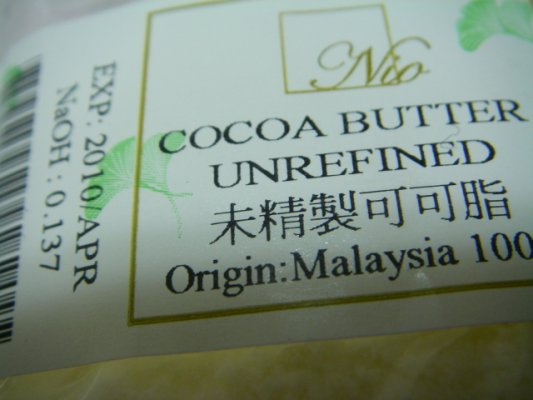 Nio
COCOA BUTTER
UNREFINED
未精製可可脂
Origin:Malaysia 100
EXP: 2010/APR
NaOH : 0.137